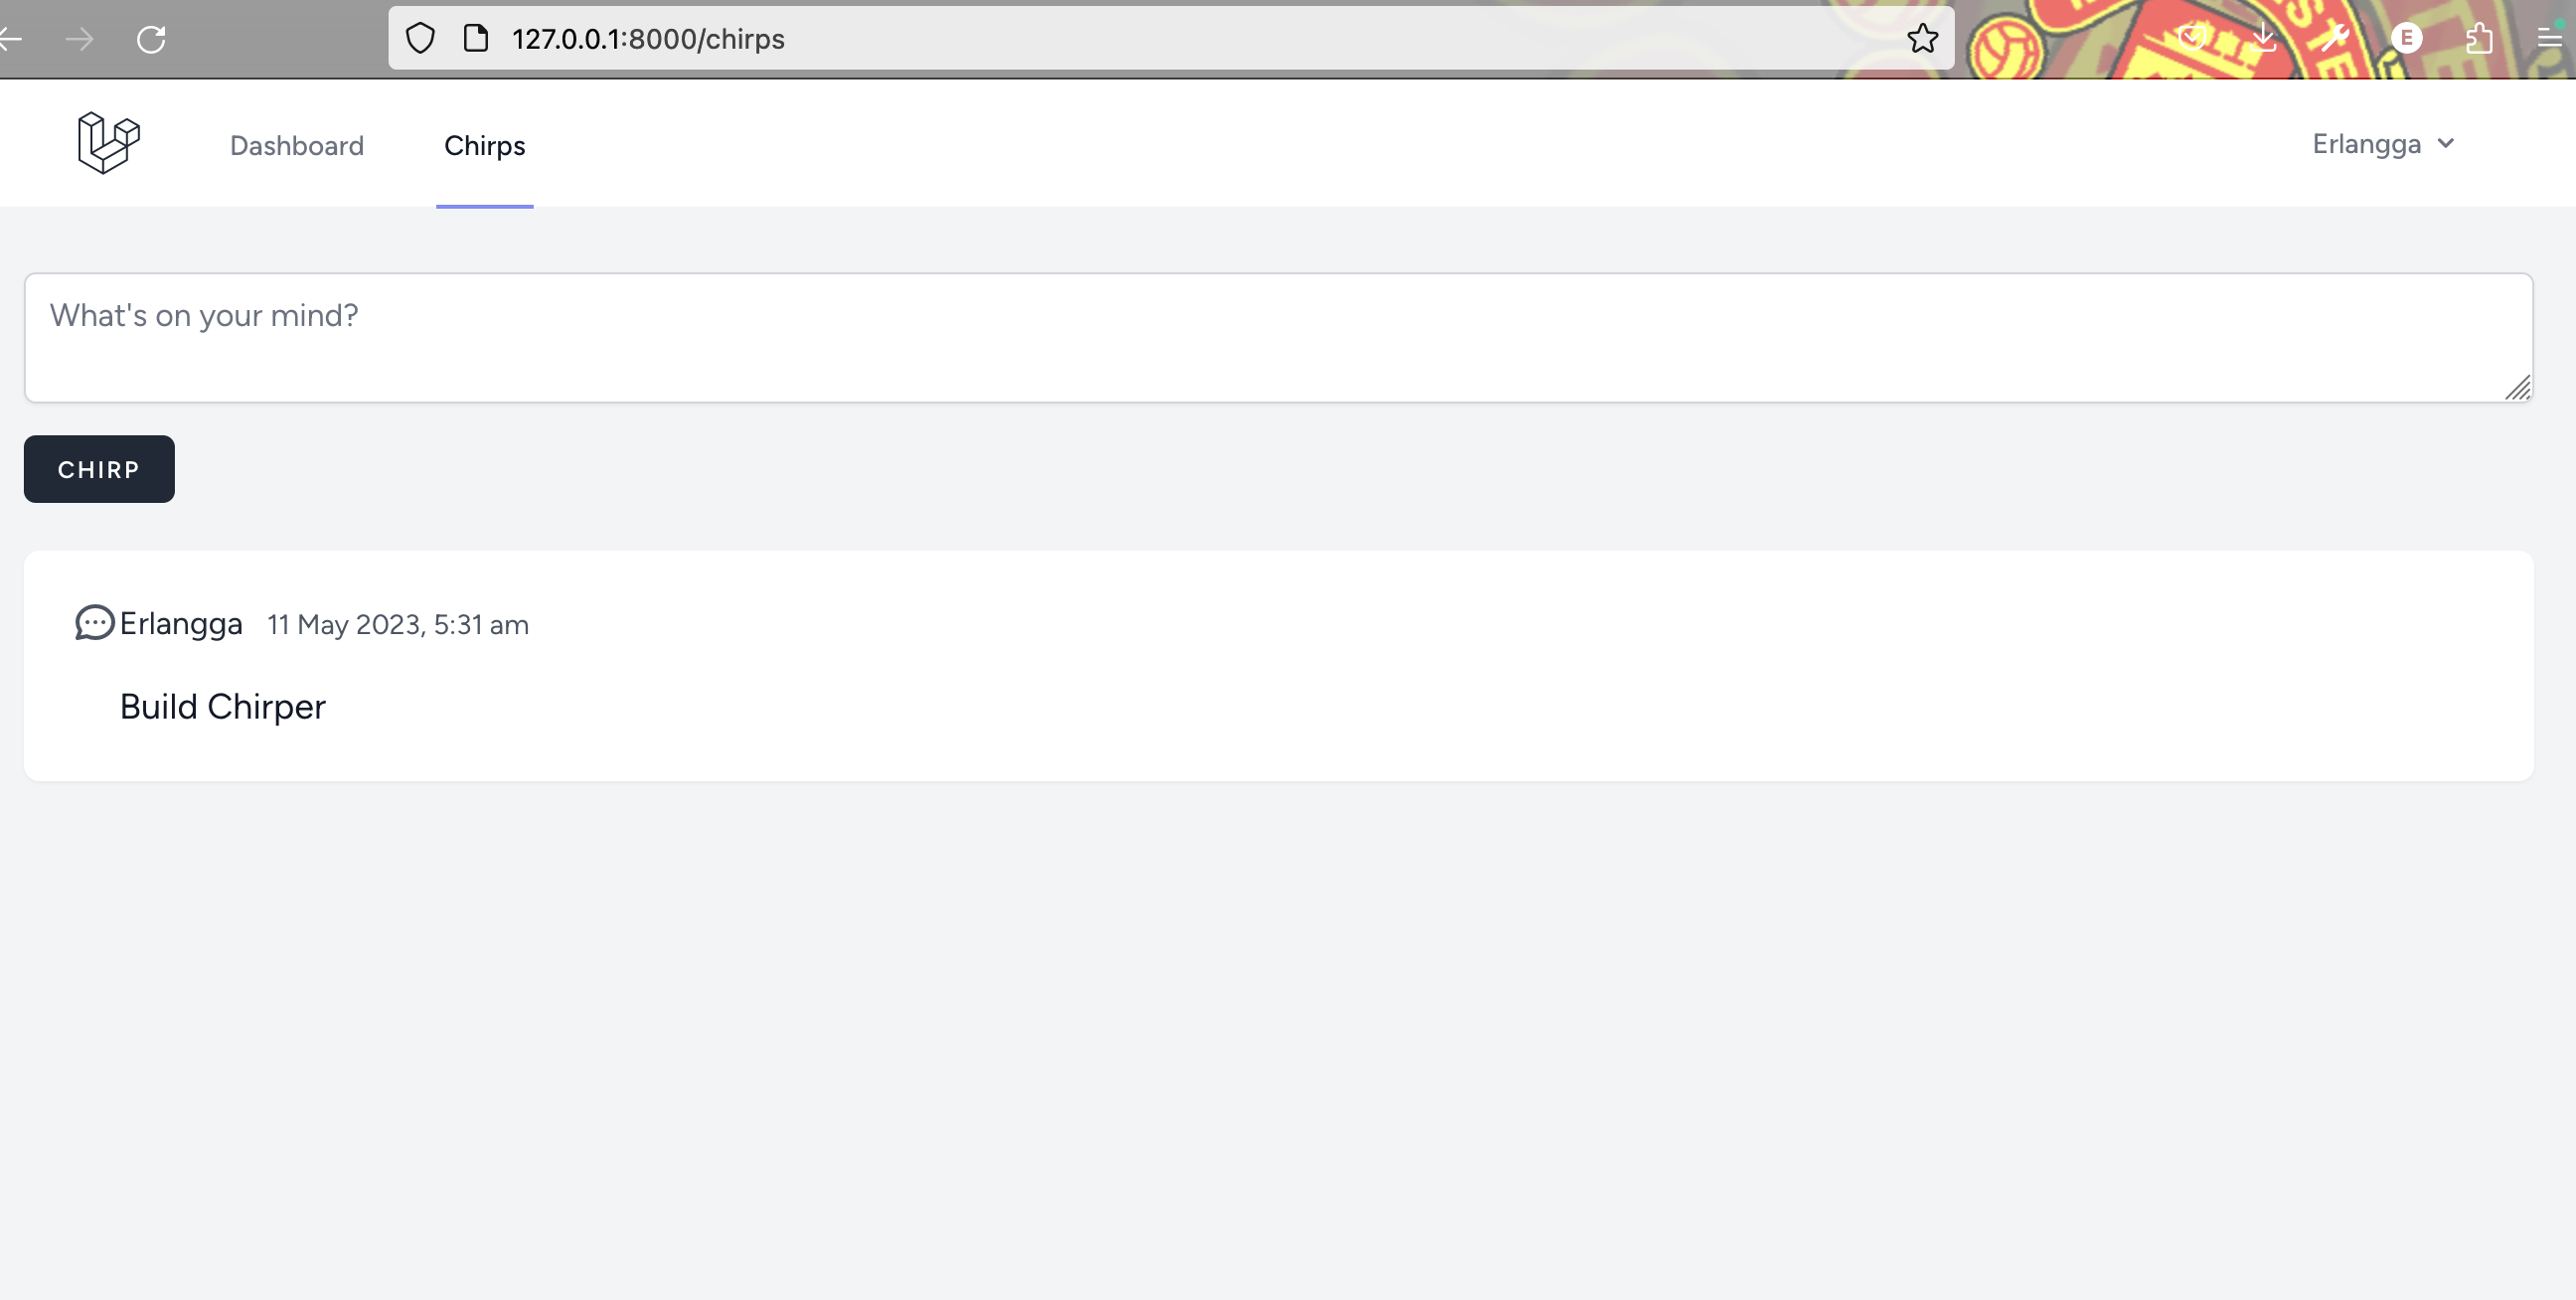 127.0.0.1:8000/chirps
E
Dashboard Chirps Erlangga
What's on your mind?
CHIRP
Erlangga 11 May 2023, 5:31 am
Build Chirper